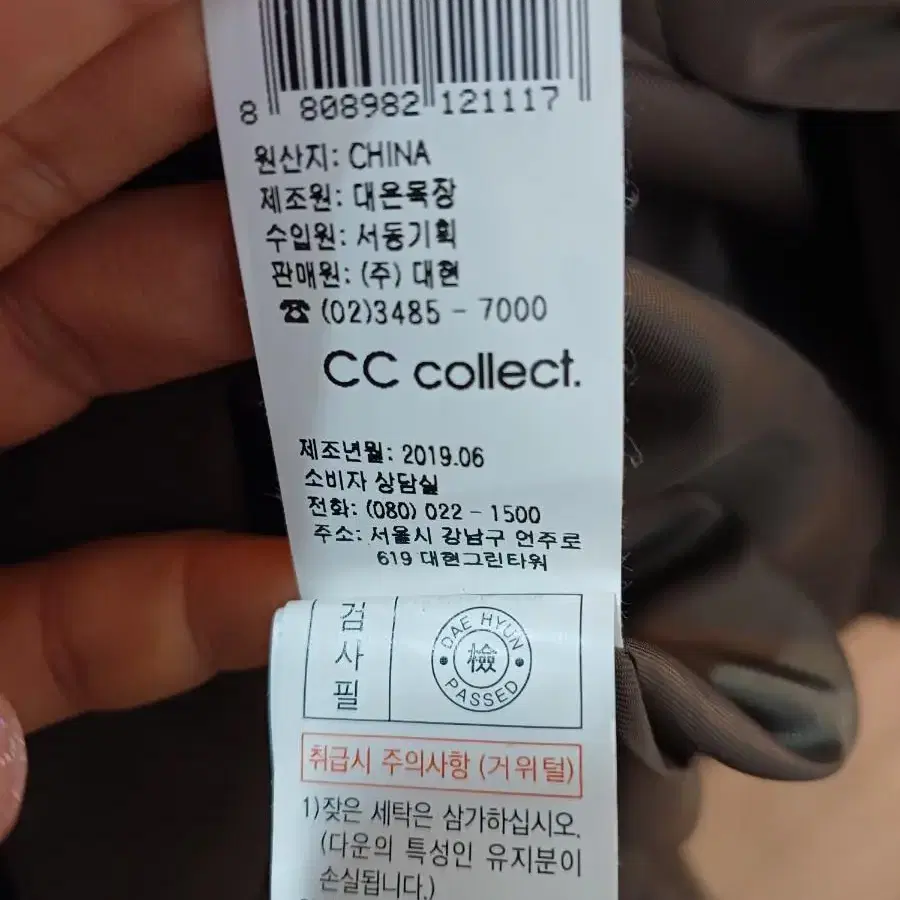 8 808982 121117
원산지: CHINA
제조원: 대은목장
수입원: 서동기획
판매원: (주) 대현
☎ (02)3485 - 7000
CC collect.
제조년월: 2019.06
소비자 상담실
전화: (080) 022 - 1500
주소: 서울시 강남구 언주로
619 대현그린타워
검사필
DAE HYUN
檢
PASSED
취급시 주의사항 (거위털)
1)잦은 세탁은 삼가하십시오.
(다운의 특성인 유지분이
손실됩니다.)